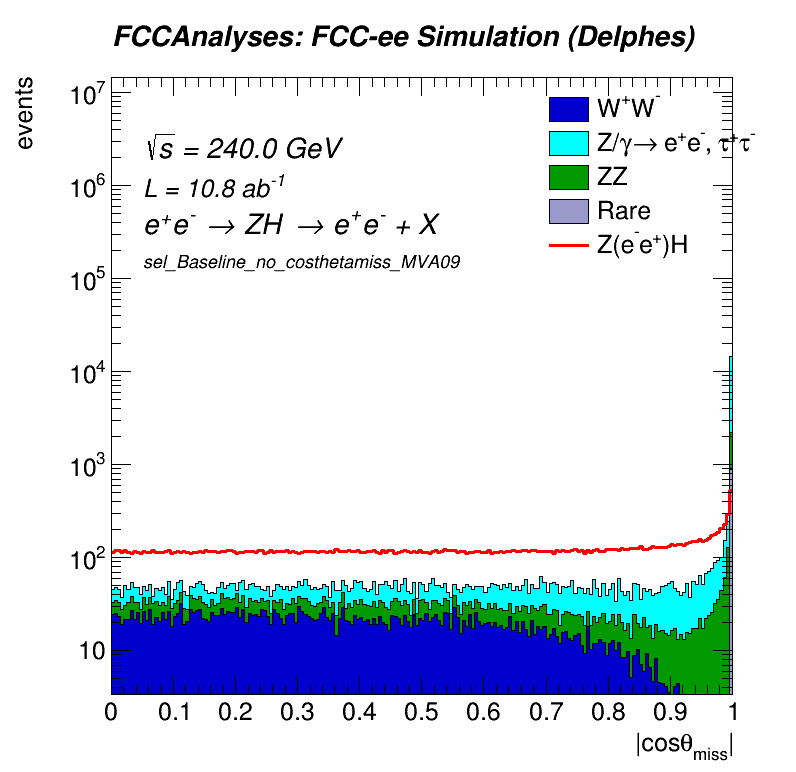 FCCAnalyses: FCC-ee Simulation (Delphes)
events
10⁷
10⁶
10⁵
10⁴
10³
10²
10
√s = 240.0 GeV
L = 10.8 ab⁻¹
e⁺e⁻ → ZH → e⁺e⁻ + X
sel_Baseline_no_costhetamiss_MVA09
W⁺W⁻
Z/γ→ e⁺e⁻, τ⁺τ⁻
ZZ
Rare
Z(e⁻e⁺)H
0 0.1 0.2 0.3 0.4 0.5 0.6 0.7 0.8 0.9 1
|cosθ_miss|